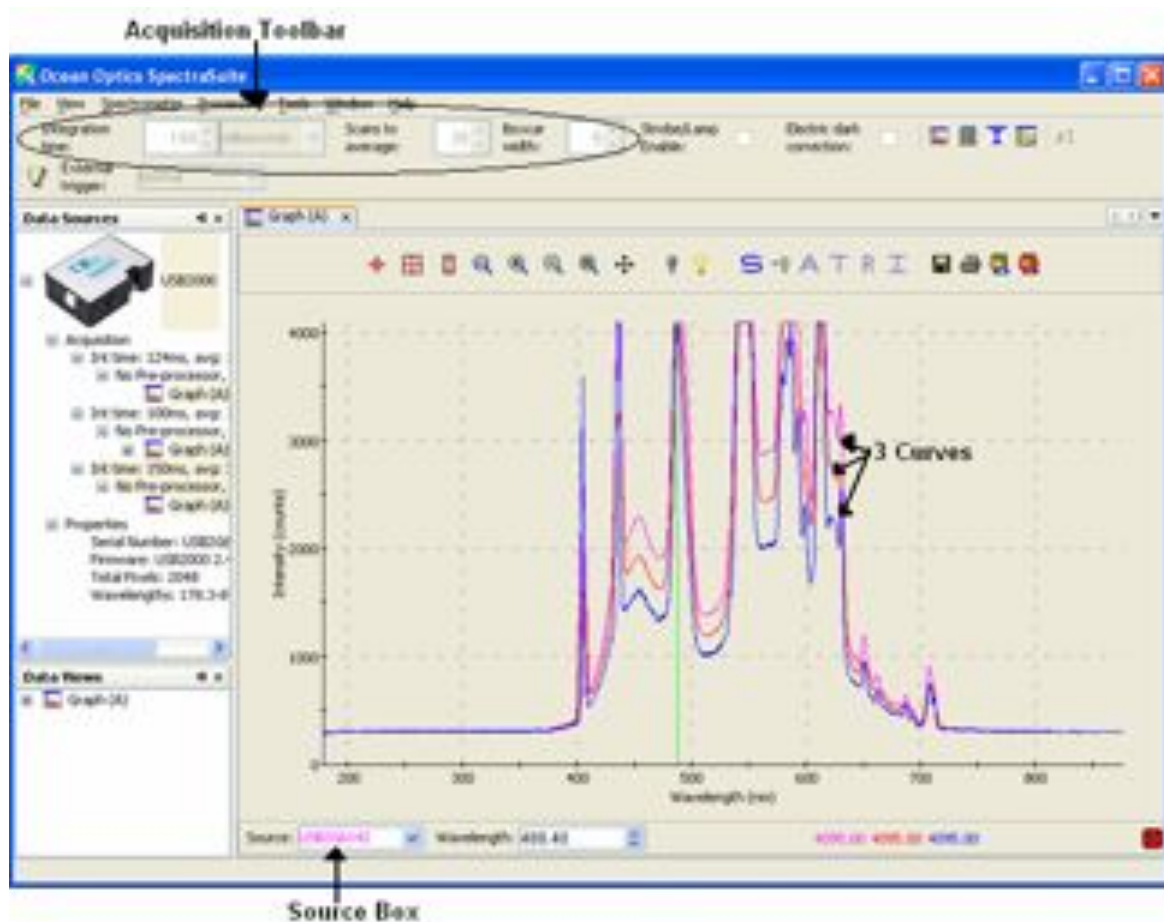 Acquisition Toolbar
Ocean Optics SpectraSuite
File View Spectrometer Tools Window Help
Integration time:
Scans to average:
Boxcar width:
Strobe/Lamp Enable:
Electric dark correction:
External trigger:
Data Sources
Graph (A)
USB2000
Acquisition
Int time: 124ms, avg:
No Pre-processor,
Graph (A)
Int time: 100ms, avg:
No Pre-processor,
Graph (A)
Int time: 150ms, avg:
No Pre-processor,
Graph (A)
Properties
Serial Number:
Firmware: USB2000 2.
Total Pixels: 2048
Wavelengths: 178.3-8
Data Views
Graph (A)
S A T R I
4000
3000
2000
1000
0
Intensity (counts)
3 Curves
200 300 400 500 600 700 800
Wavelength (nm)
Source:
Wavelength:
4095.00 4095.00 4095.00
Source Box